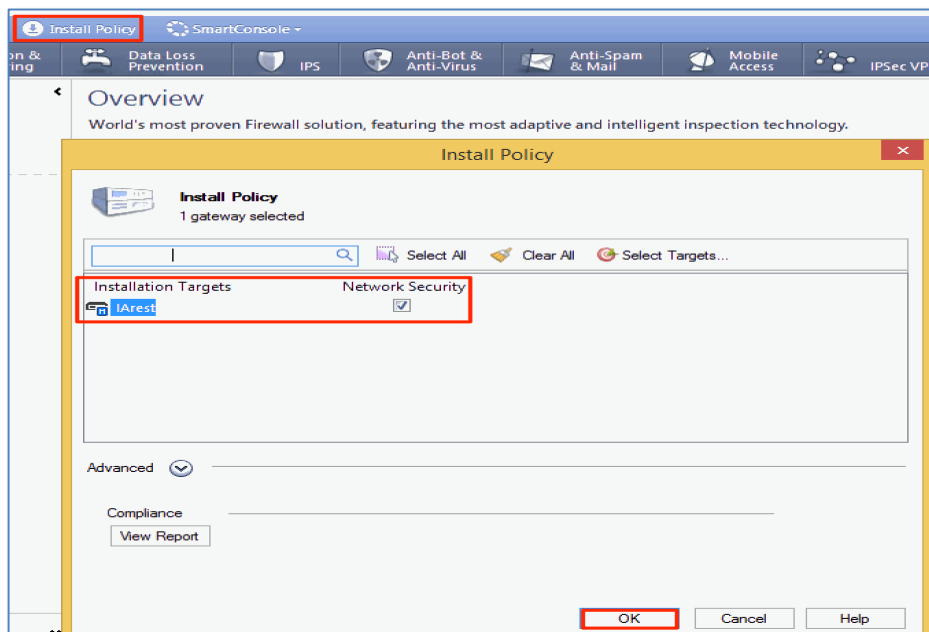 Install Policy SmartConsole
on & ing Data Loss Prevention IPS Anti-Bot & Anti-Virus Anti-Spam & Mail Mobile Access IPSec VP
Overview
World's most proven Firewall solution, featuring the most adaptive and intelligent inspection technology.
Install Policy
Install Policy
1 gateway selected
Select All Clear All Select Targets...
Installation Targets Network Security
IArest
Advanced
Compliance
View Report
OK Cancel Help